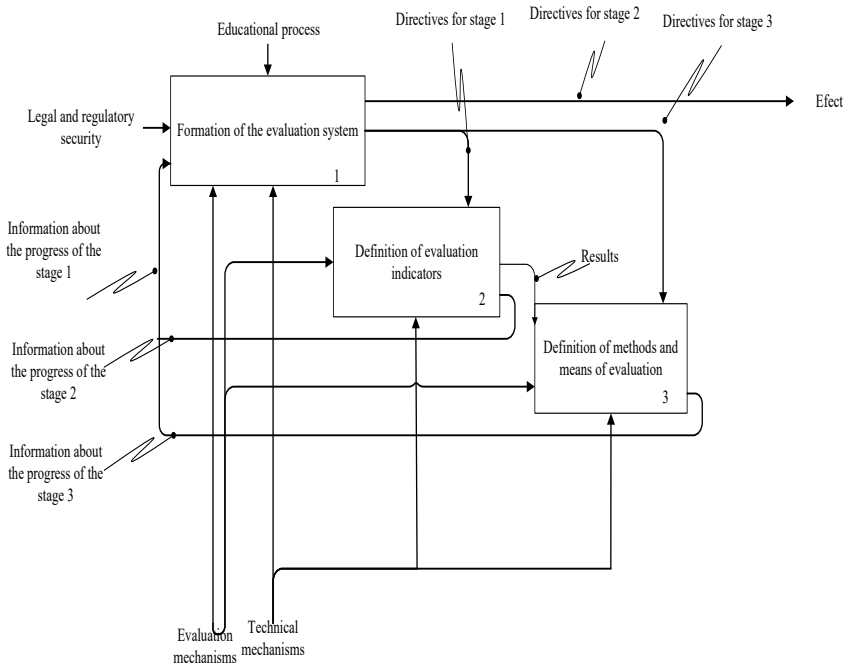 Educational process
Directives for stage 1
Directives for stage 2
Directives for stage 3
Efect
Legal and regulatory
security
Formation of the evaluation system
1
Information about
the progress of the
stage 1
Definition of evaluation
indicators
2
Results
Information about
the progress of the
stage 2
Definition of methods and
means of evaluation
3
Information about
the progress of the
stage 3
Evaluation
mechanisms
Technical
mechanisms